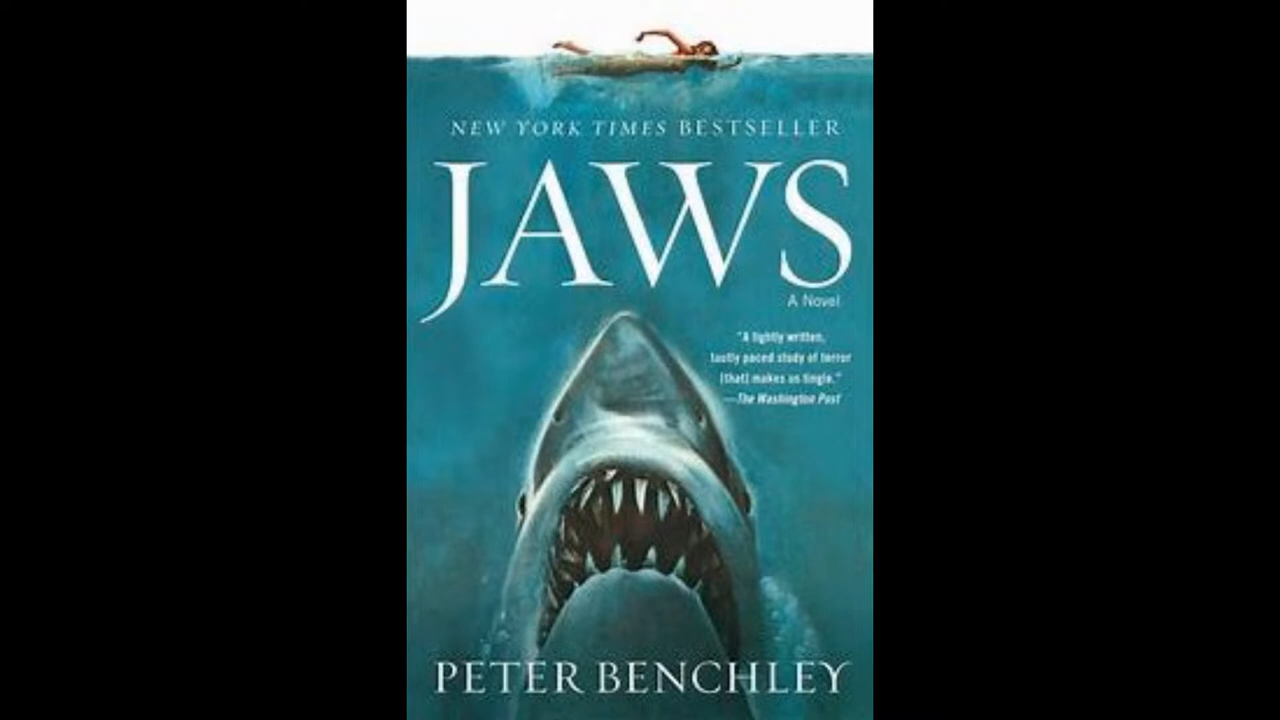 NEW YORK TIMES BESTSELLER
JAWS
A Novel
"A tightly written,
tautly paced study of terror
[that] makes us tingle."
—The Washington Post
PETER BENCHLEY